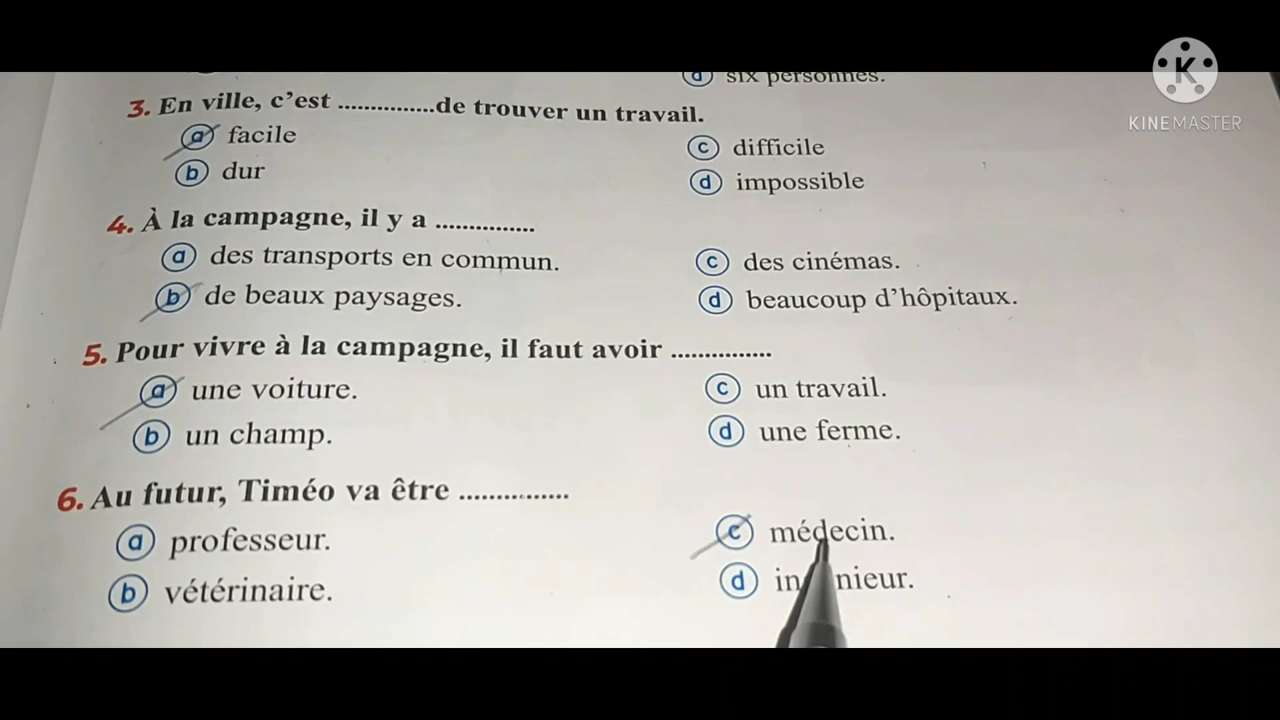 d six personnes.
3. En ville, c'est ...............de trouver un travail.
a facile
c difficile
b dur
d impossible
4. À la campagne, il y a ...............
a des transports en commun.
c des cinémas.
b de beaux paysages.
d beaucoup d'hôpitaux.
5. Pour vivre à la campagne, il faut avoir ...............
a une voiture.
c un travail.
b un champ.
d une ferme.
6. Au futur, Timéo va être ................
a professeur.
c médecin.
b vétérinaire.
d in nieur.
K
KINEMASTER